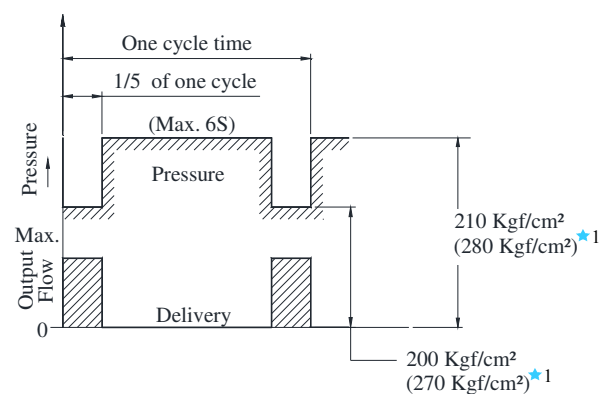 One cycle time
1/5 of one cycle
(Max. 6S)
Pressure
Pressure
210 Kgf/cm²
(280 Kgf/cm²)★1
Max.
Output
Flow
0
Delivery
200 Kgf/cm²
(270 Kgf/cm²)★1